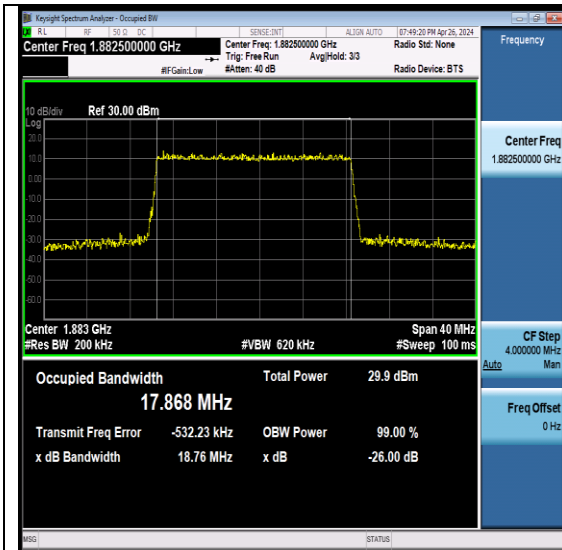 Keysight Spectrum Analyzer - Occupied BW
RL RF 50 Ω DC SENSE:INT ALIGN AUTO 07:49:20 PM Apr 26, 2024
Center Freq 1.882500000 GHz Center Freq: 1.882500000 GHz Radio Std: None
Trig: Free Run Avg|Hold: 3/3
#IFGain:Low #Atten: 40 dB Radio Device: BTS
10 dB/div Ref 30.00 dBm
Log
20.0
10.0
0.00
-10.0
-20.0
-30.0
-40.0
-50.0
-60.0
Center 1.883 GHz Span 40 MHz
#Res BW 200 kHz #VBW 620 kHz #Sweep 100 ms
Occupied Bandwidth Total Power 29.9 dBm
17.868 MHz
Transmit Freq Error -532.23 kHz OBW Power 99.00 %
x dB Bandwidth 18.76 MHz x dB -26.00 dB
MSG STATUS
Frequency
Center Freq
1.882500000 GHz
CF Step
4.000000 MHz
Auto Man
Freq Offset
0 Hz